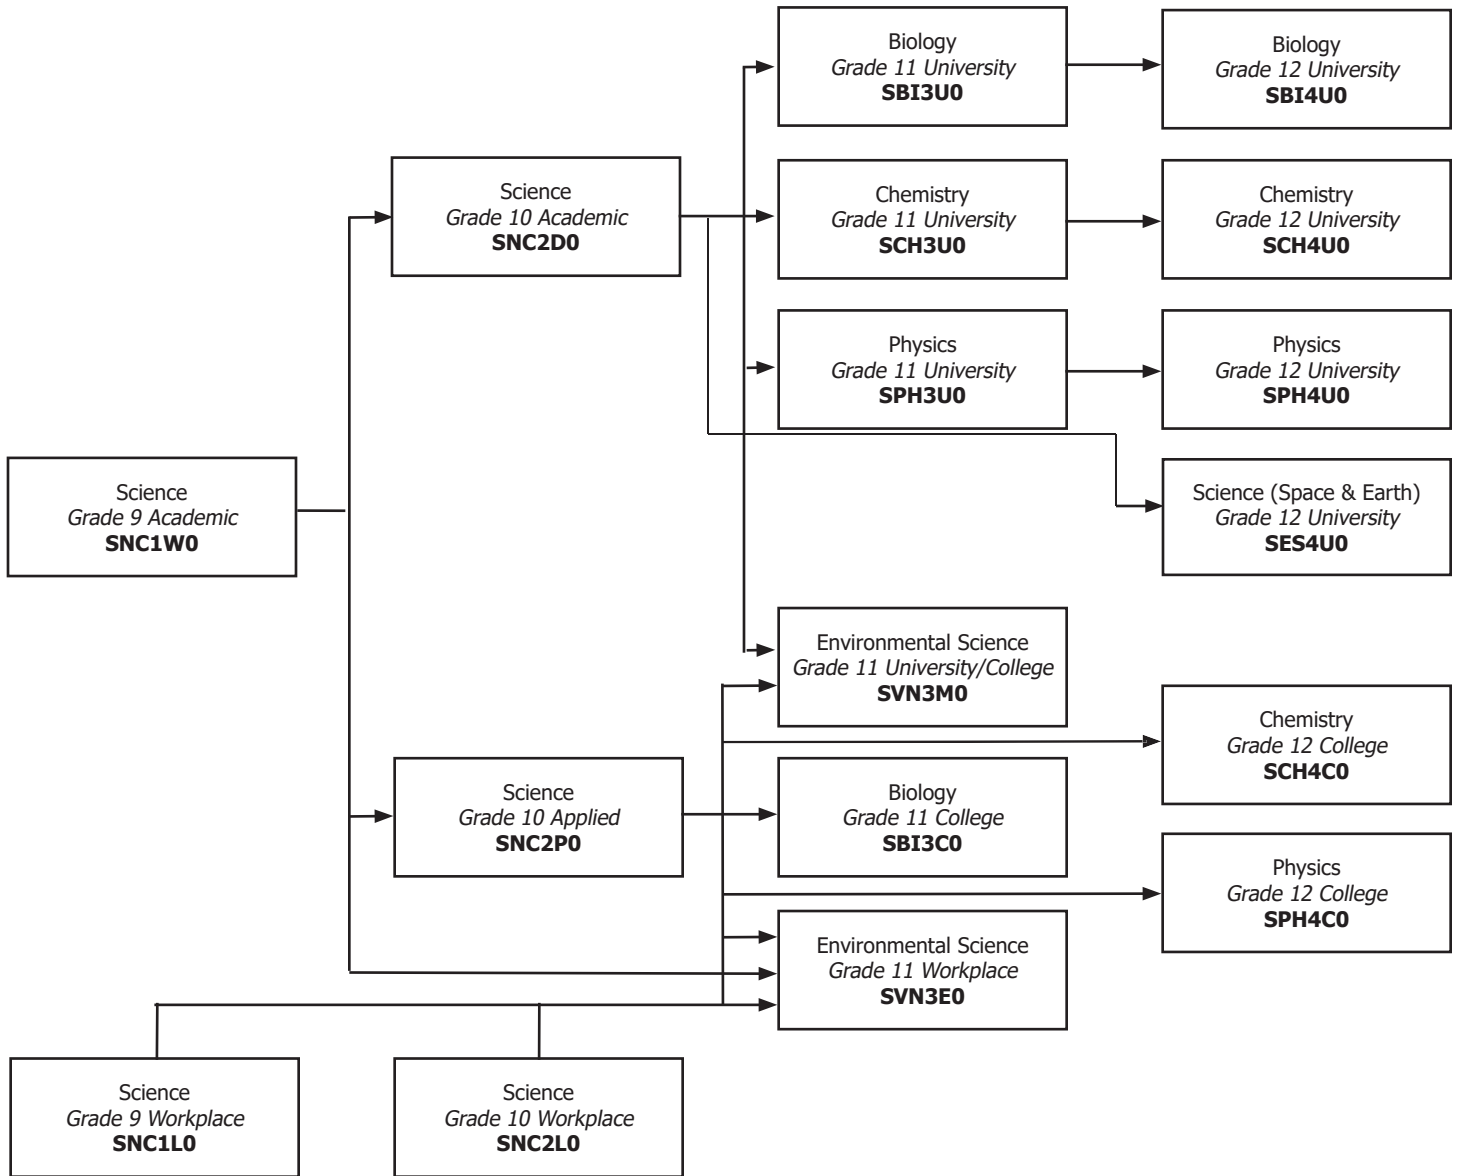 Biology
Grade 11 University
SBI3U0
Biology
Grade 12 University
SBI4U0
Science
Grade 10 Academic
SNC2D0
Chemistry
Grade 11 University
SCH3U0
Chemistry
Grade 12 University
SCH4U0
Physics
Grade 11 University
SPH3U0
Physics
Grade 12 University
SPH4U0
Science
Grade 9 Academic
SNC1W0
Science (Space & Earth)
Grade 12 University
SES4U0
Environmental Science
Grade 11 University/College
SVN3M0
Chemistry
Grade 12 College
SCH4C0
Science
Grade 10 Applied
SNC2P0
Biology
Grade 11 College
SBI3C0
Physics
Grade 12 College
SPH4C0
Environmental Science
Grade 11 Workplace
SVN3E0
Science
Grade 9 Workplace
SNC1L0
Science
Grade 10 Workplace
SNC2L0